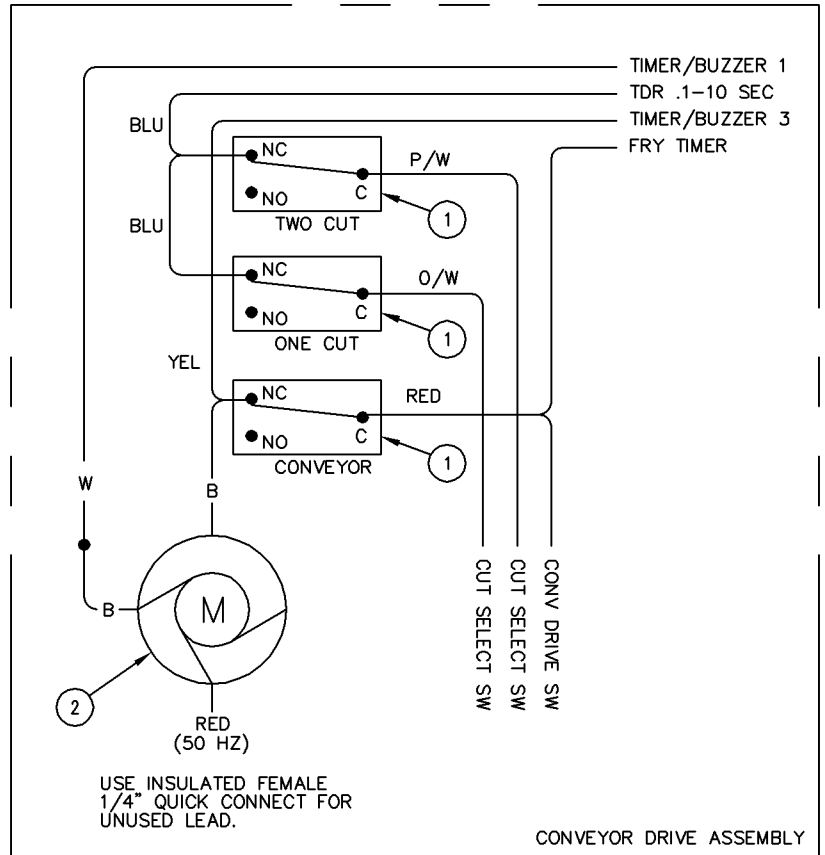 TIMER/BUZZER 1
TDR .1-10 SEC
TIMER/BUZZER 3
FRY TIMER
BLU
NC
P/W
NO
C
1
TWO CUT
BLU
NC
O/W
NO
C
1
ONE CUT
YEL
NC
RED
NO
C
1
CONVEYOR
W
B
B
M
2
CUT SELECT SW
CUT SELECT SW
CONV DRIVE SW
RED
(50 HZ)
USE INSULATED FEMALE
1/4" QUICK CONNECT FOR
UNUSED LEAD.
CONVEYOR DRIVE ASSEMBLY